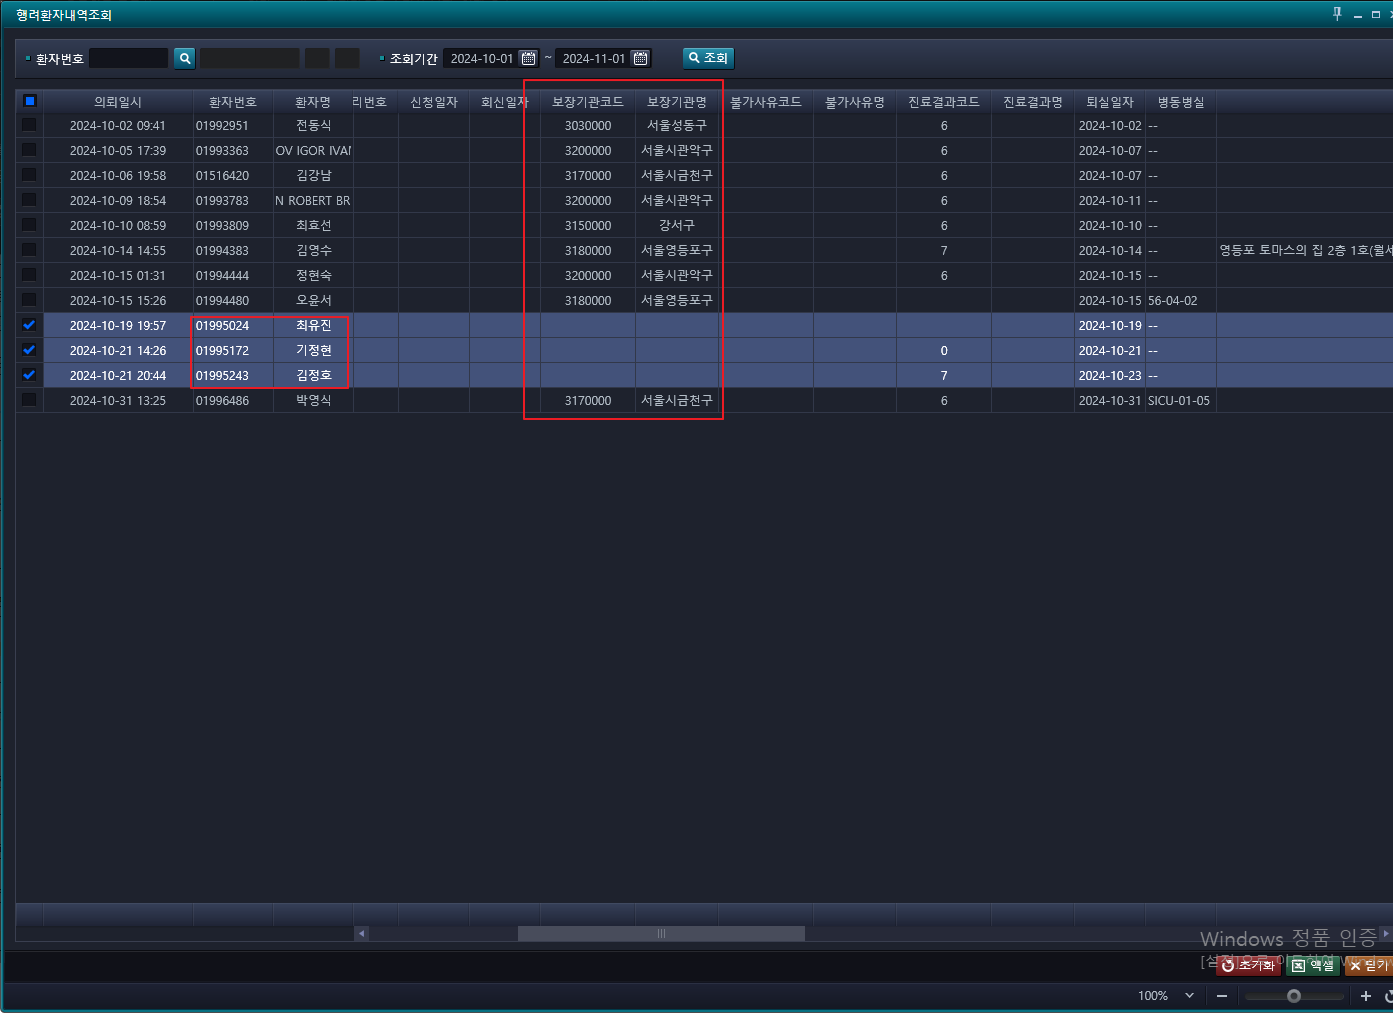 행려환자내역조회
환자번호 조회기간 2024-10-01 ~ 2024-11-01 조회
의뢰일시 환자번호 환자명 리번호 신청일자 회신일자 보장기관코드 보장기관명 불가사유코드 불가사유명 진료결과코드 진료결과명 퇴실일자 병동병실
2024-10-02 09:41 01992951 전동식 3030000 서울성동구 6 2024-10-02 --
2024-10-05 17:39 01993363 OV IGOR IVAN 3200000 서울시관악구 6 2024-10-07 --
2024-10-06 19:58 01516420 김강남 3170000 서울시금천구 6 2024-10-07 --
2024-10-09 18:54 01993783 N ROBERT BR 3200000 서울시관악구 6 2024-10-11 --
2024-10-10 08:59 01993809 최효선 3150000 강서구 6 2024-10-10 --
2024-10-14 14:55 01994383 김영수 3180000 서울영등포구 7 2024-10-14 -- 영등포 토마스의 집 2층 1호(월세
2024-10-15 01:31 01994444 정현숙 3200000 서울시관악구 6 2024-10-15 --
2024-10-15 15:26 01994480 오윤서 3180000 서울영등포구 2024-10-15 56-04-02
2024-10-19 19:57 01995024 최유진 2024-10-19 --
2024-10-21 14:26 01995172 기정현 0 2024-10-21 --
2024-10-21 20:44 01995243 김정호 7 2024-10-23 --
2024-10-31 13:25 01996486 박영식 3170000 서울시금천구 6 2024-10-31 SICU-01-05
Windows 정품 인증
초기화 엑셀 닫기
100%